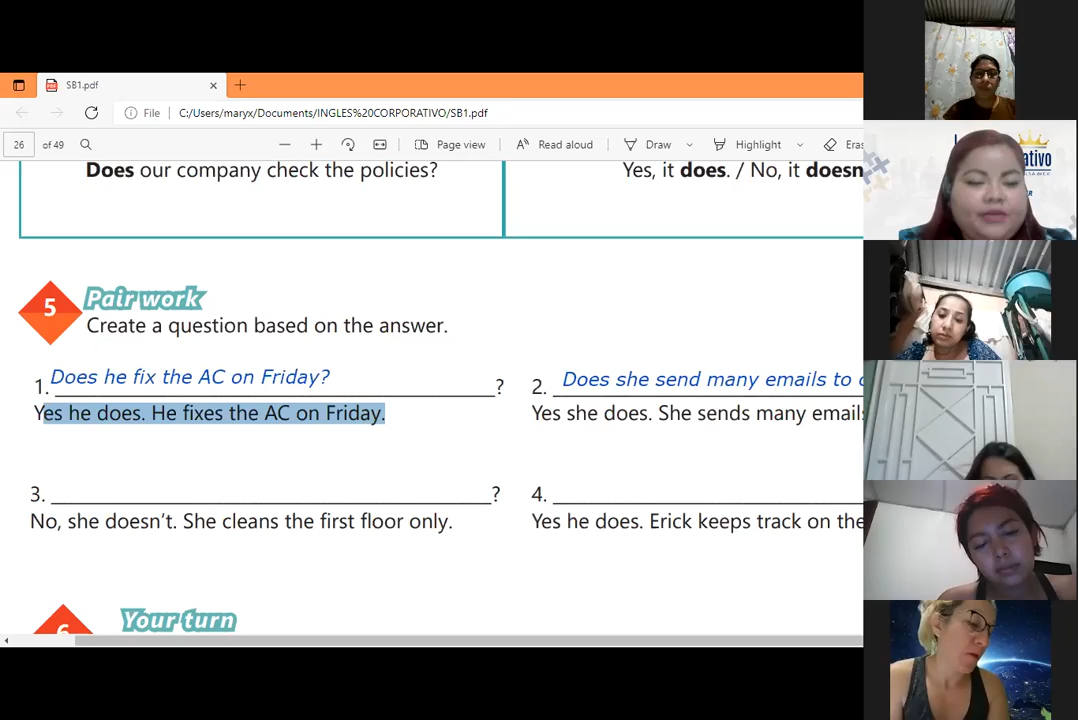 SB1.pdf
File C:/Users/maryx/Documents/INGLES%20CORPORATIVO/SB1.pdf
26 of 49 Page view Read aloud Draw Highlight Eras
Does our company check the policies?
Yes, it does. / No, it doesn
5 Pair work
Create a question based on the answer.
1. Does he fix the AC on Friday? ?
Yes he does. He fixes the AC on Friday.
2. Does she send many emails to
Yes she does. She sends many emails
3. ?
No, she doesn't. She cleans the first floor only.
4.
Yes he does. Erick keeps track on the
6 Your turn